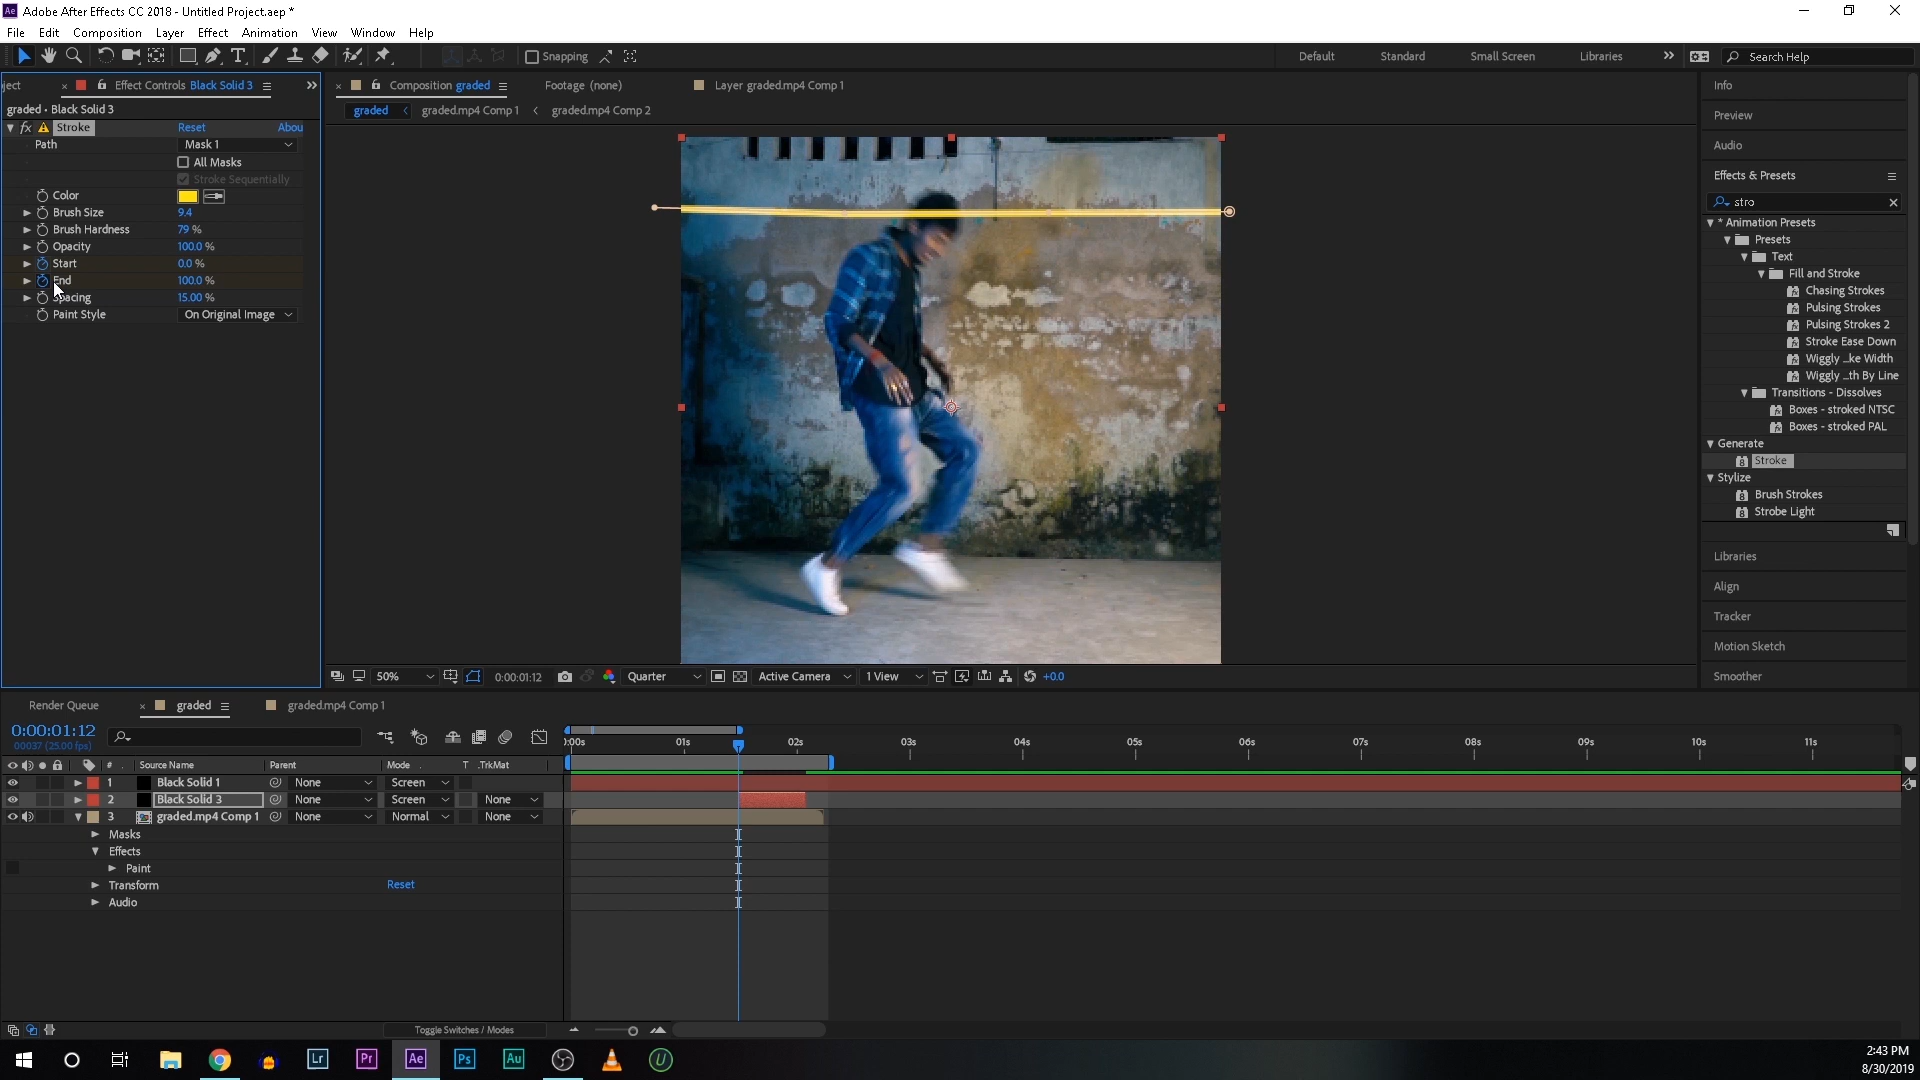 Adobe After Effects CC 2018 - Untitled Project.aep *
File Edit Composition Layer Effect Animation View Window Help
Snapping
Default Standard Small Screen Libraries
Search Help
ject Effect Controls Black Solid 3
graded • Black Solid 3
fx Stroke Reset Abou
Path Mask 1
All Masks
Stroke Sequentially
Color
Brush Size 9.4
Brush Hardness 79 %
Opacity 100.0 %
Start 0.0 %
End 100.0 %
Spacing 15.00 %
Paint Style On Original Image
Composition graded Footage (none) Layer graded.mp4 Comp 1
graded graded.mp4 Comp 1 graded.mp4 Comp 2
50% 0:00:01:12 Quarter Active Camera 1 View +0.0
Info
Preview
Audio
Effects & Presets
stro
* Animation Presets
Presets
Text
Fill and Stroke
Chasing Strokes
Pulsing Strokes
Pulsing Strokes 2
Stroke Ease Down
Wiggly ...ke Width
Wiggly ...th By Line
Transitions - Dissolves
Boxes - stroked NTSC
Boxes - stroked PAL
Generate
Stroke
Stylize
Brush Strokes
Strobe Light
Libraries
Align
Tracker
Motion Sketch
Smoother
Render Queue graded graded.mp4 Comp 1
0:00:01:12
00037 (25.00 fps)
):00s 01s 02s 03s 04s 05s 06s 07s 08s 09s 10s 11s
# Source Name Parent Mode T .TrkMat
1 Black Solid 1 None Screen
2 Black Solid 3 None Screen None
3 graded.mp4 Comp 1 None Normal None
Masks
Effects
Paint
Transform Reset
Audio
Toggle Switches / Modes
Lr Pr Ae Ps Au
2:43 PM
8/30/2019